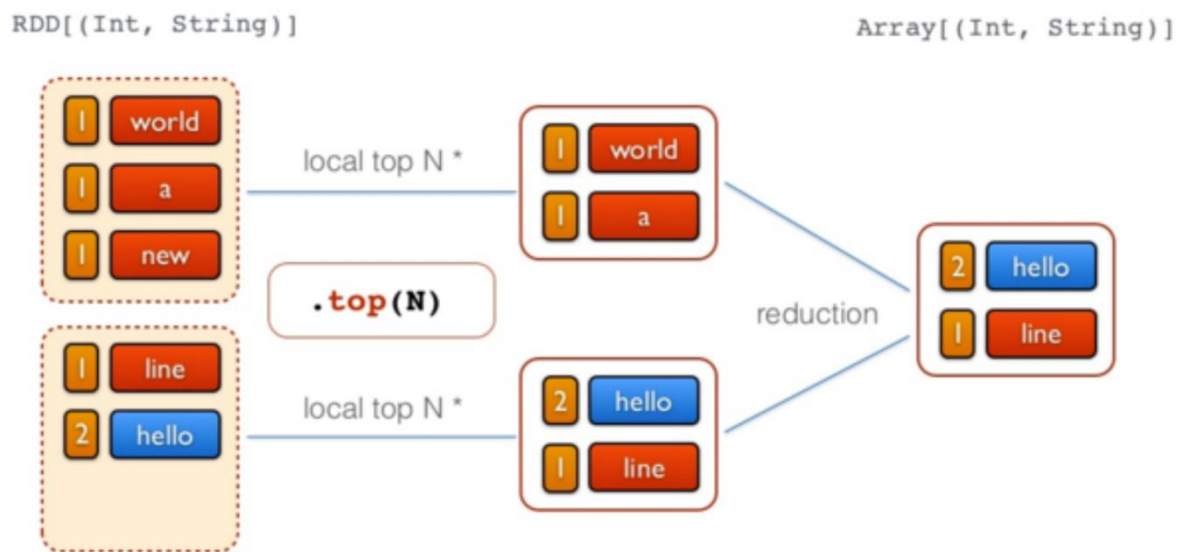 RDD[(Int, String)]
Array[(Int, String)]
1 world
1 a
1 new
local top N *
1 world
1 a
.top(N)
1 line
2 hello
local top N *
2 hello
1 line
reduction
2 hello
1 line